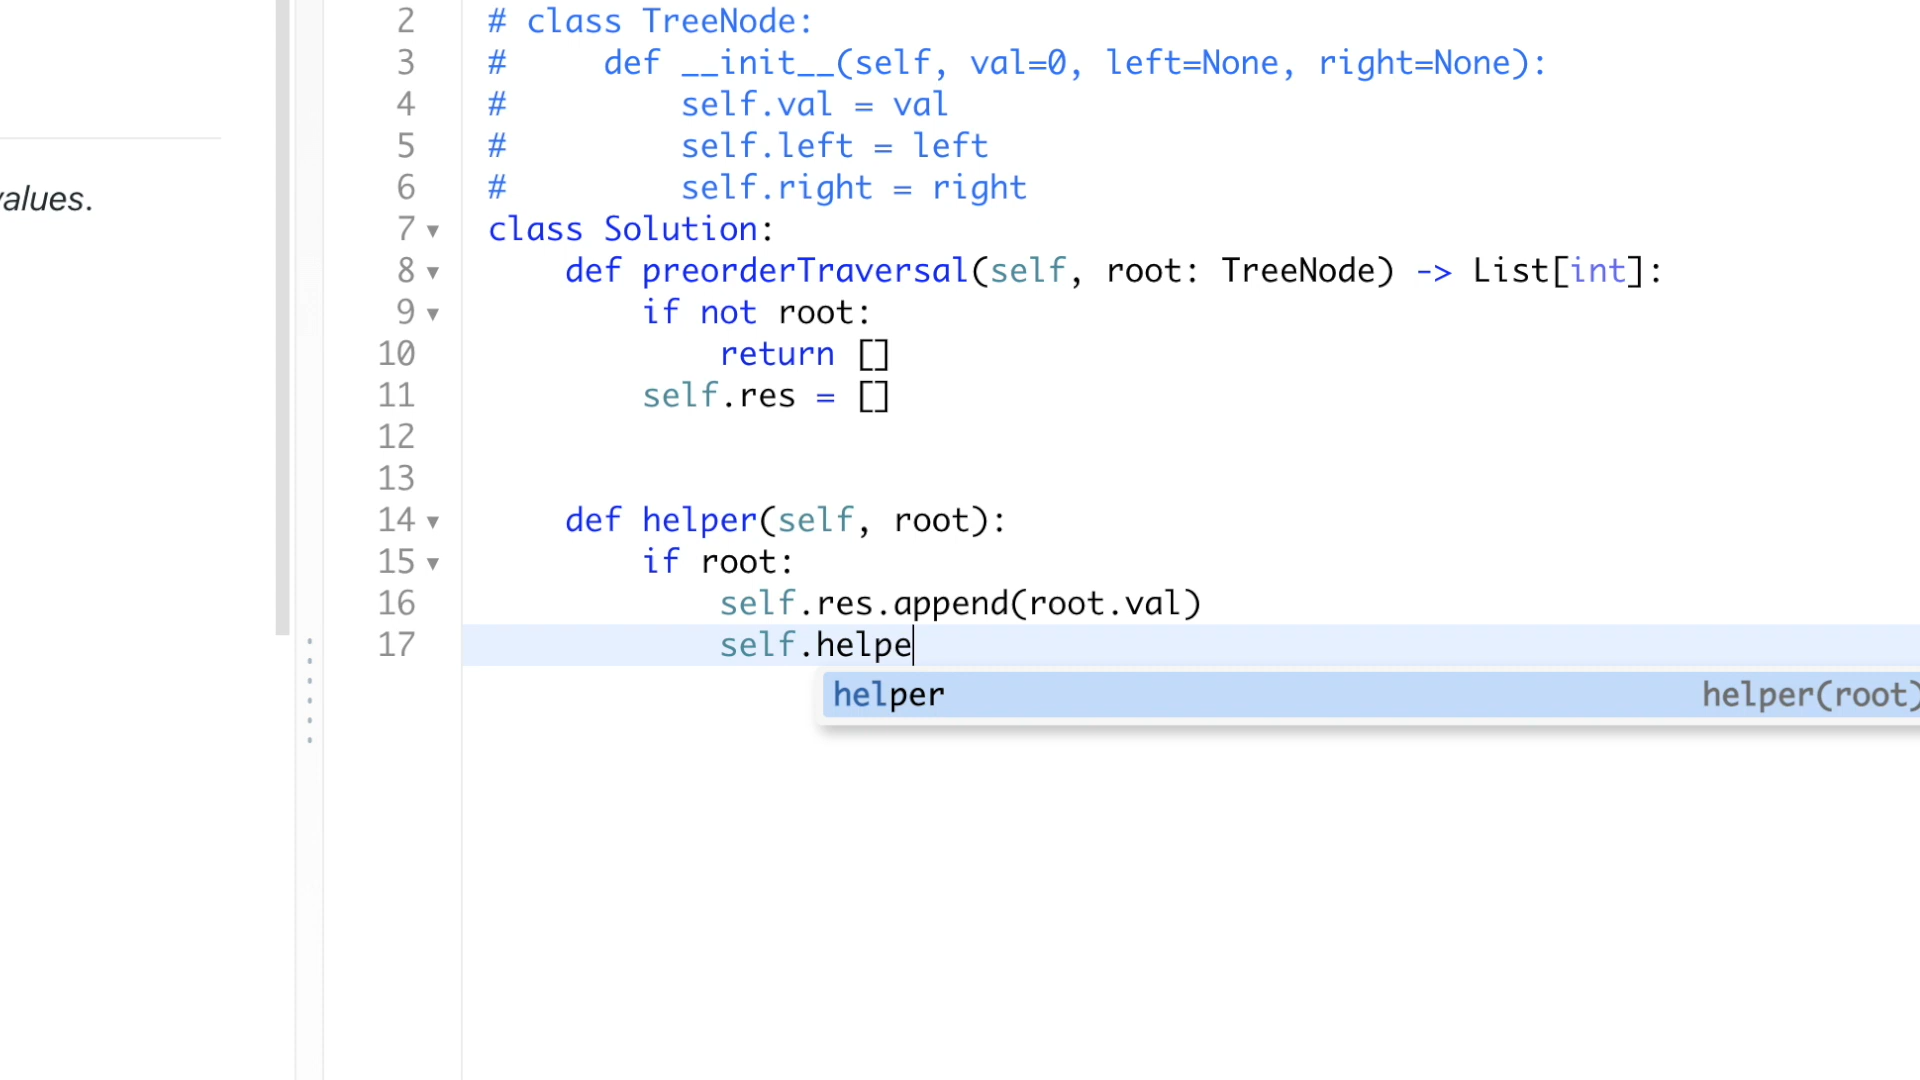 values.
2 # class TreeNode:
3 #     def __init__(self, val=0, left=None, right=None):
4 #         self.val = val
5 #         self.left = left
6 #         self.right = right
7 class Solution:
8     def preorderTraversal(self, root: TreeNode) -> List[int]:
9         if not root:
10             return []
11         self.res = []
12
13
14     def helper(self, root):
15         if root:
16             self.res.append(root.val)
17             self.helpe
helper helper(root)